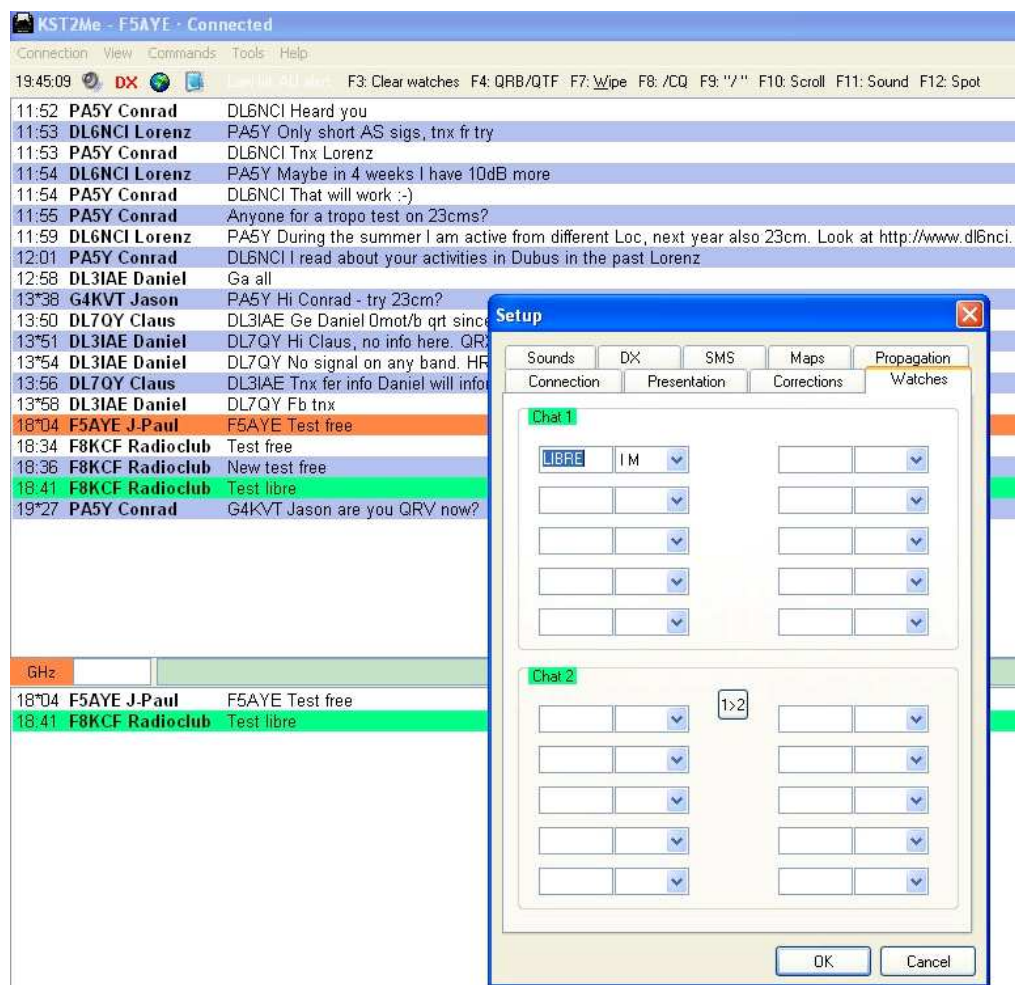 KST2Me - F5AYE - Connected
Connection View Commands Tools Help
19:45:09 DX F3: Clear watches F4: QRB/QTF F7: Wipe F8: /CQ F9: "/" F10: Scroll F11: Sound F12: Spot
11:52 PA5Y Conrad DL6NCI Heard you
11:53 DL6NCI Lorenz PA5Y Only short AS sigs, tnx fr try
11:53 PA5Y Conrad DL6NCI Tnx Lorenz
11:54 DL6NCI Lorenz PA5Y Maybe in 4 weeks I have 10dB more
11:54 PA5Y Conrad DL6NCI That will work :-)
11:55 PA5Y Conrad Anyone for a tropo test on 23cms?
11:59 DL6NCI Lorenz PA5Y During the summer I am active from different Loc, next year also 23cm. Look at http://www.dl6nci.
12:01 PA5Y Conrad DL6NCI I read about your activities in Dubus in the past Lorenz
12:58 DL3IAE Daniel Ga all
13*38 G4KVT Jason PA5Y Hi Conrad - try 23cm?
13:50 DL7QY Claus DL3IAE Ge Daniel 0mot/b qrt since
13*51 DL3IAE Daniel DL7QY Hi Claus, no info here. QR
13*54 DL3IAE Daniel DL7QY No signal on any band. HR
13:56 DL7QY Claus DL3IAE Tnx fer info Daniel will info
13*58 DL3IAE Daniel DL7QY Fb tnx
18*04 F5AYE J-Paul F5AYE Test free
18:34 F8KCF Radioclub Test free
18:36 F8KCF Radioclub New test free
18:41 F8KCF Radioclub Test libre
19*27 PA5Y Conrad G4KVT Jason are you QRV now?
GHz
18*04 F5AYE J-Paul F5AYE Test free
18:41 F8KCF Radioclub Test libre
Setup
Sounds DX SMS Maps Propagation
Connection Presentation Corrections Watches
Chat 1
LIBRE I M
Chat 2
1>2
OK Cancel